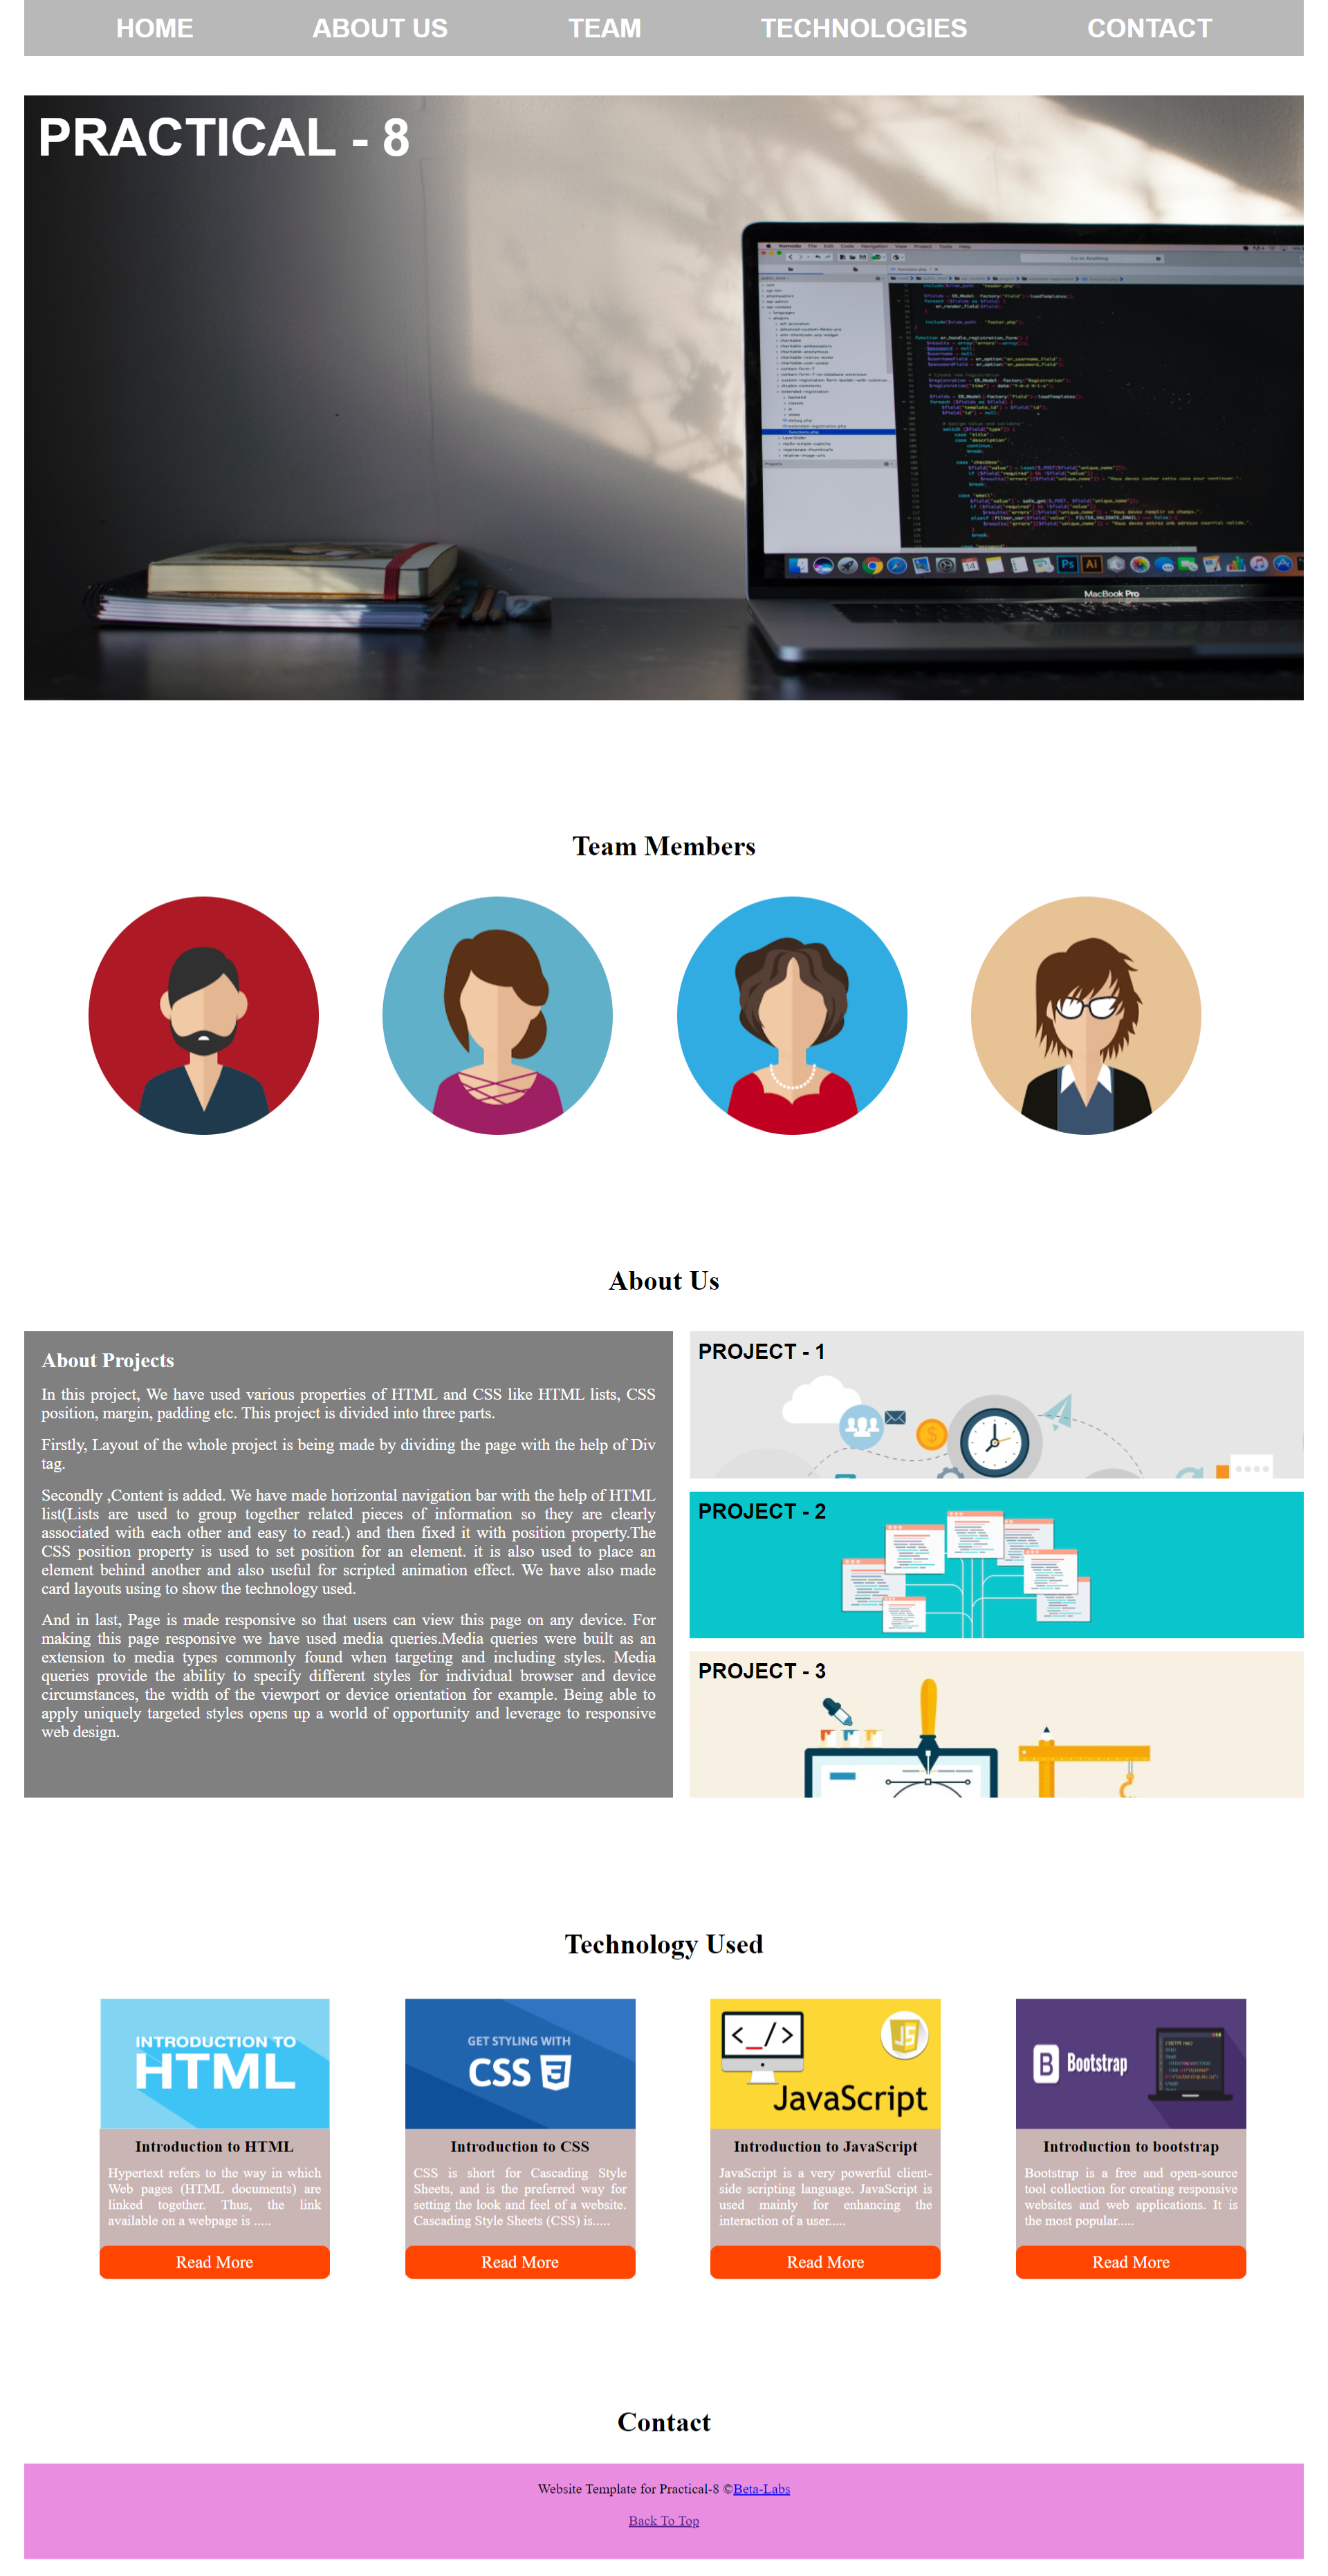 HOME ABOUT US TEAM TECHNOLOGIES CONTACT
PRACTICAL - 8
MacBook Pro
Team Members
About Us
About Projects
In this project, We have used various properties of HTML and CSS like HTML lists, CSS
position, margin, padding etc. This project is divided into three parts.
Firstly, Layout of the whole project is being made by dividing the page with the help of Div
tag.
Secondly ,Content is added. We have made horizontal navigation bar with the help of HTML
list(Lists are used to group together related pieces of information so they are clearly
associated with each other and easy to read.) and then fixed it with position property.The
CSS position property is used to set position for an element. it is also used to place an
element behind another and also useful for scripted animation effect. We have also made
card layouts using to show the technology used.
And in last, Page is made responsive so that users can view this page on any device. For
making this page responsive we have used media queries.Media queries were built as an
extension to media types commonly found when targeting and including styles. Media
queries provide the ability to specify different styles for individual browser and device
circumstances, the width of the viewport or device orientation for example. Being able to
apply uniquely targeted styles opens up a world of opportunity and leverage to responsive
web design.
PROJECT - 1
PROJECT - 2
PROJECT - 3
Technology Used
INTRODUCTION TO
HTML
Introduction to HTML
Hypertext refers to the way in which
Web pages (HTML documents) are
linked together. Thus, the link
available on a webpage is .....
Read More
GET STYLING WITH
CSS 3
Introduction to CSS
CSS is short for Cascading Style
Sheets, and is the preferred way for
setting the look and feel of a website.
Cascading Style Sheets (CSS) is.....
Read More
<_/>
JS
JavaScript
Introduction to JavaScript
JavaScript is a very powerful client-
side scripting language. JavaScript is
used mainly for enhancing the
interaction of a user.....
Read More
B Bootstrap
Introduction to bootstrap
Bootstrap is a free and open-source
tool collection for creating responsive
websites and web applications. It is
the most popular.....
Read More
Contact
Website Template for Practical-8 ©Beta-Labs
Back To Top